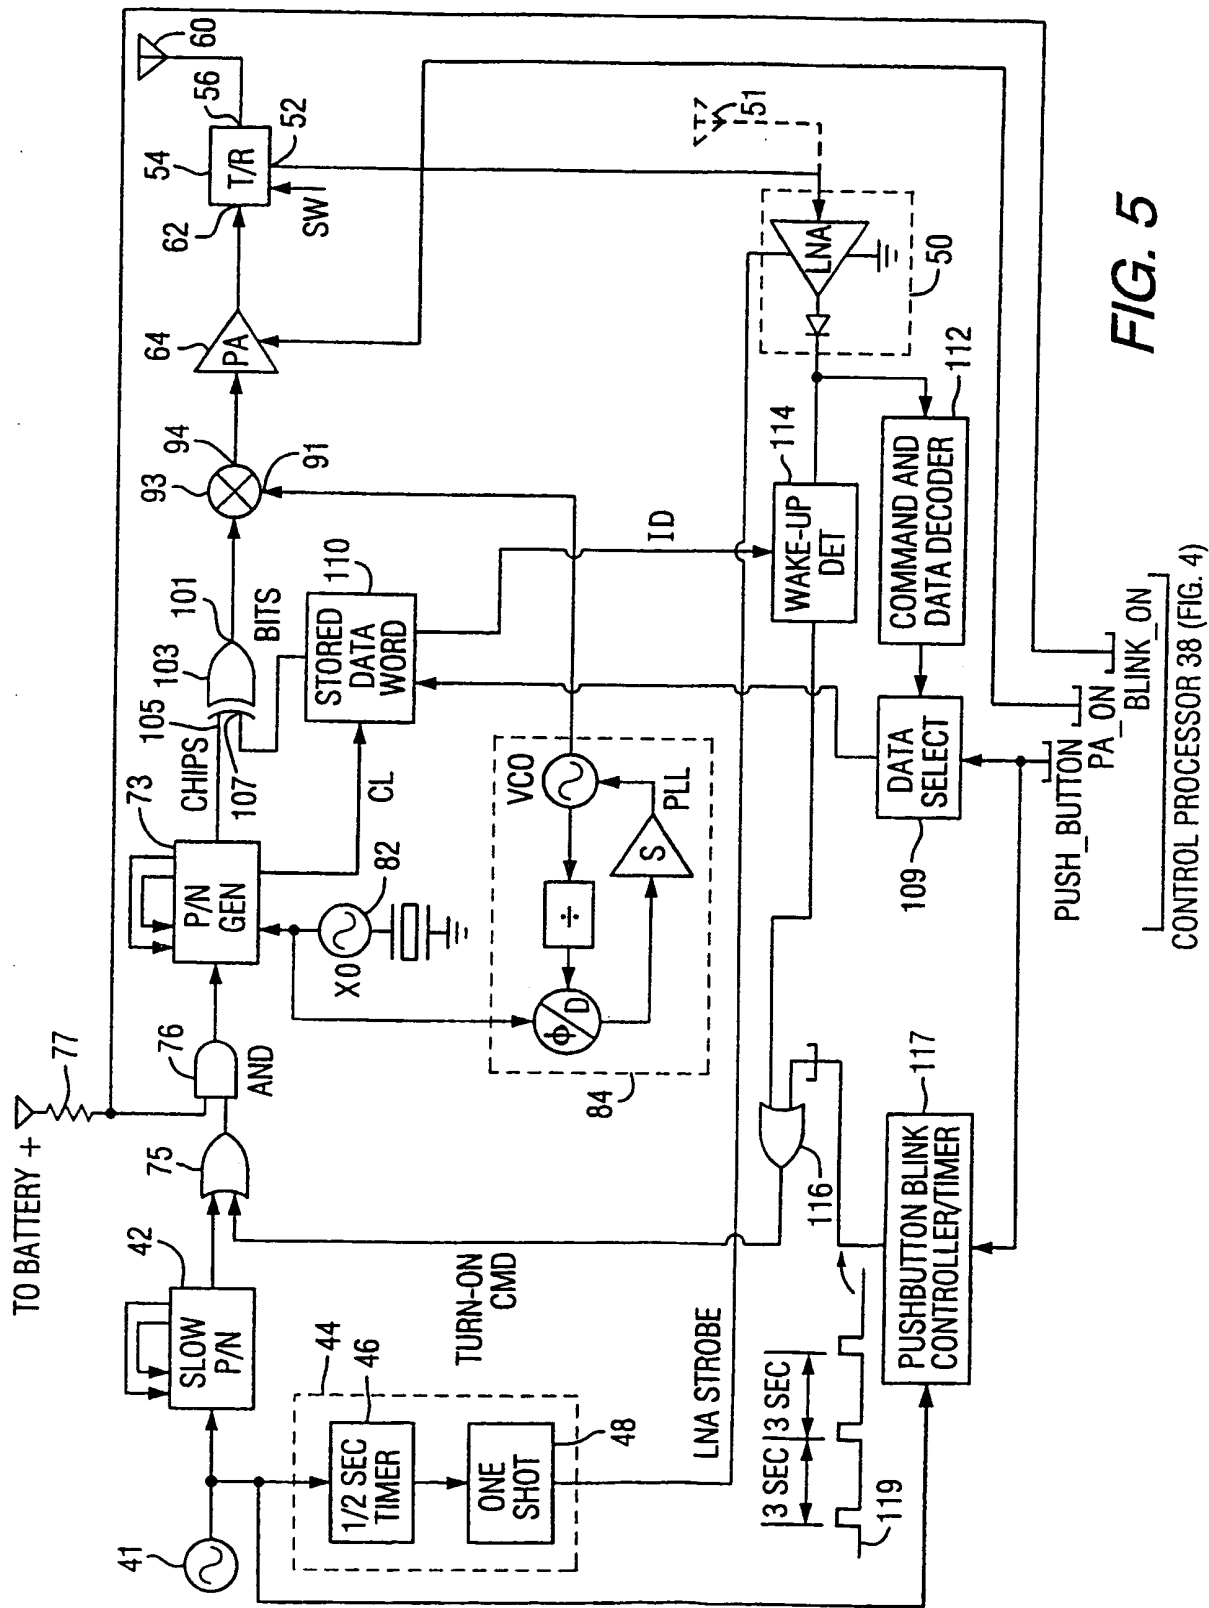 TO BATTERY +
77
41
42
SLOW
P/N
75
76
AND
73
P/N
GEN
CHIPS
105
103
101
107
BITS
93
94
91
64
PA
62
54
T/R
56
60
52
SW
44
46
1/2 SEC
TIMER
ONE
SHOT
48
TURN-ON
CMD
XO
82
CL
STORED
DATA
WORD
110
ID
84
Φ
D
÷
VCO
S
PLL
51
LNA
50
LNA STROBE
114
WAKE-UP
DET
112
COMMAND AND
DATA DECODER
109
DATA
SELECT
116
117
PUSHBUTTON BLINK
CONTROLLER/TIMER
3 SEC
3 SEC
119
PUSH_BUTTON
PA_ON
BLINK_ON
CONTROL PROCESSOR 38 (FIG. 4)
FIG. 5